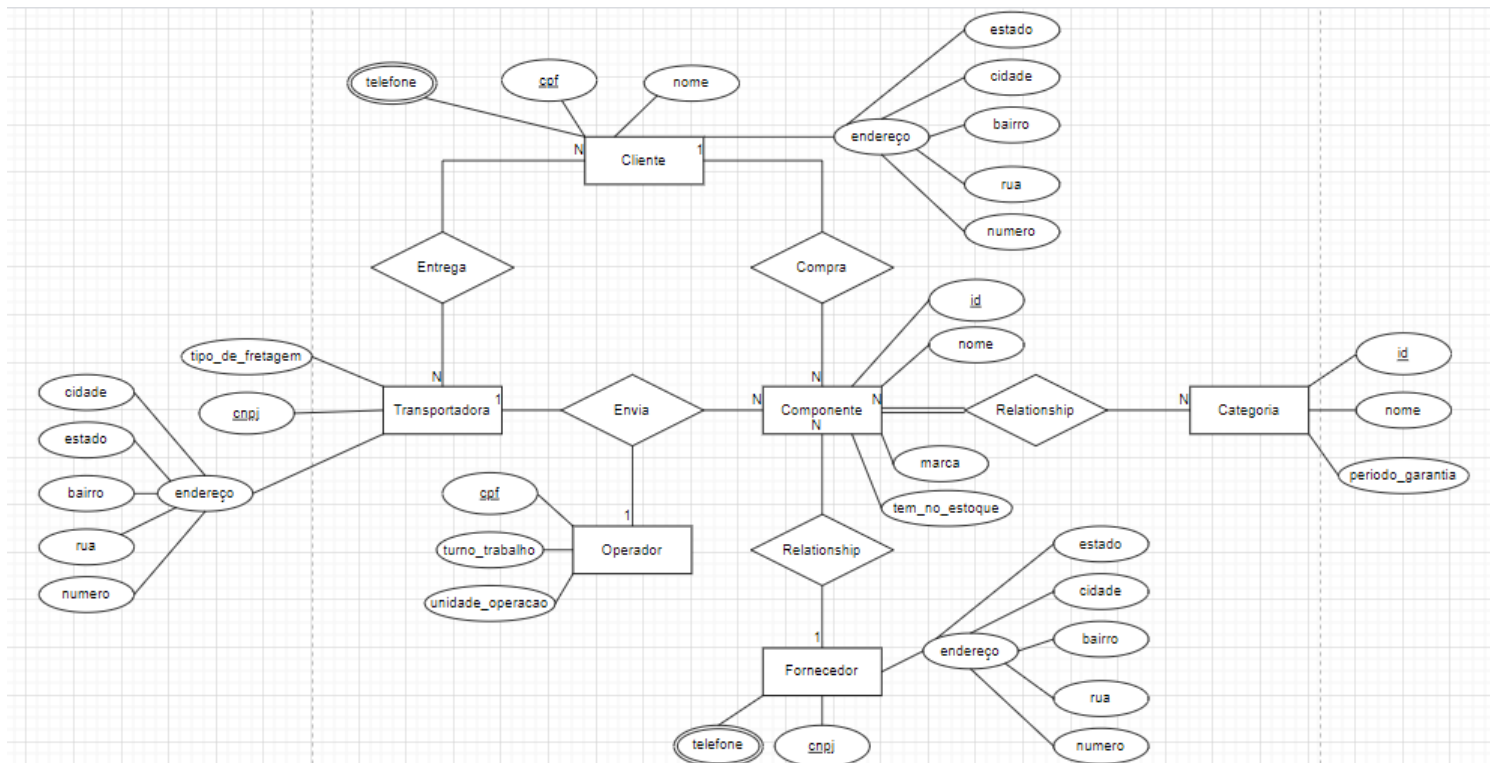 estado
cpf
cidade
telefone
nome
bairro
endereço
N
Cliente
1
rua
numero
Entrega
Compra
id
nome
id
tipo_de_fretagem
N
N
cidade
1
N
N
N
cnpj
Transportadora
Envia
Componente
Relationship
Categoria
nome
N
estado
marca
periodo_garantia
bairro
endereço
cpf
tem_no_estoque
1
estado
rua
turno_trabalho
Operador
Relationship
cidade
numero
unidade_operacao
1
bairro
endereço
Fornecedor
rua
telefone
cnpj
numero